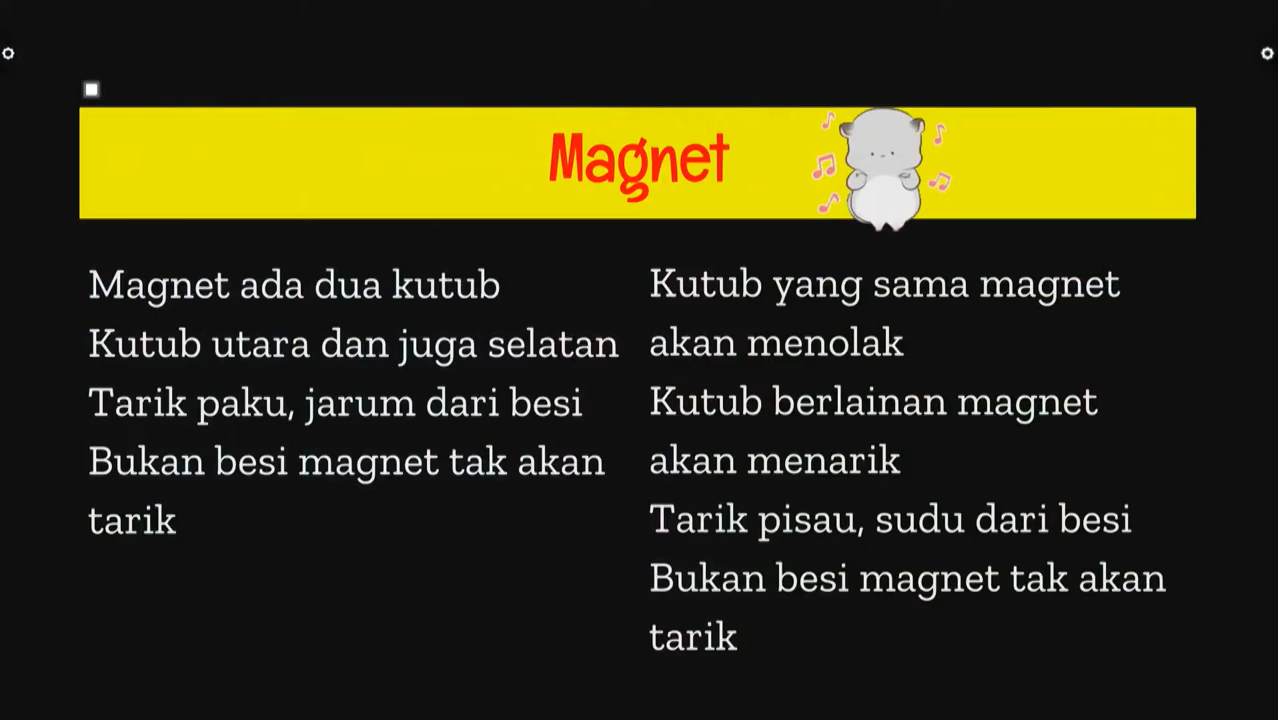 Magnet
Magnet ada dua kutub
Kutub utara dan juga selatan
Tarik paku, jarum dari besi
Bukan besi magnet tak akan
tarik
Kutub yang sama magnet
akan menolak
Kutub berlainan magnet
akan menarik
Tarik pisau, sudu dari besi
Bukan besi magnet tak akan
tarik